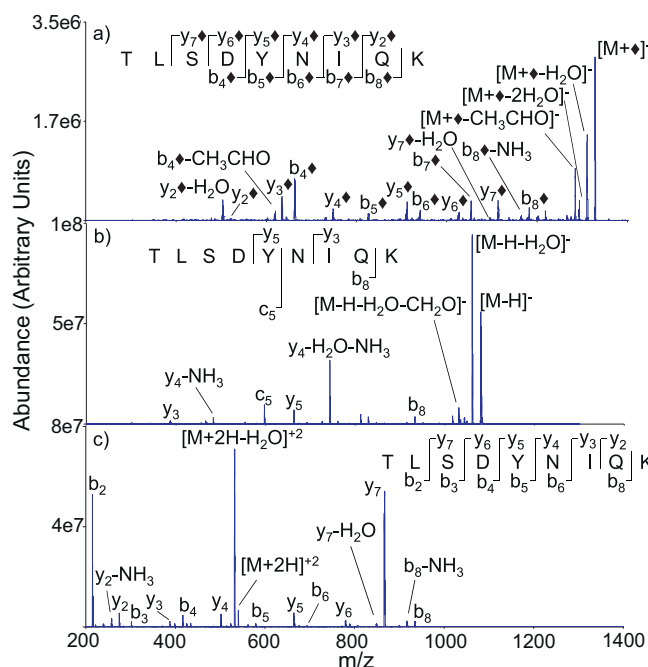 3.5e6
a)
y₇♦ y₆♦ y₅♦ y₄♦ y₃♦ y₂♦
T L S D Y N I Q K
b₄♦ b₅♦ b₆♦ b₇♦ b₈♦
[M+♦]⁻
[M+♦-H₂O]⁻
[M+♦-2H₂O]⁻
[M+♦-CH₃CHO]⁻
1.7e6
y₇♦-H₂O
b₇♦
b₈♦-NH₃
b₄♦-CH₃CHO
y₂♦-H₂O
y₂♦
y₃♦
b₄♦
y₄♦
b₅♦
y₅♦
b₆♦
y₆♦
y₇♦
b₈♦
Abundance (Arbitrary Units)
1e8
b)
y₅ y₃
T L S D Y N I Q K
b₈
c₅
[M-H-H₂O]⁻
[M-H-H₂O-CH₂O]⁻
[M-H]⁻
5e7
y₄-H₂O-NH₃
y₄-NH₃
y₃
c₅
y₅
b₈
8e7
c)
[M+2H-H₂O]⁺²
y₇ y₆ y₅ y₄ y₃ y₂
T L S D Y N I Q K
b₂ b₃ b₄ b₅ b₆ b₈
b₂
y₇
4e7
y₇-H₂O
[M+2H]⁺²
b₈-NH₃
y₂-NH₃
y₂
b₃
y₃
b₄
y₄
b₅
y₅
b₆
y₆
b₈
200 400 600 800 1000 1200 1400
m/z